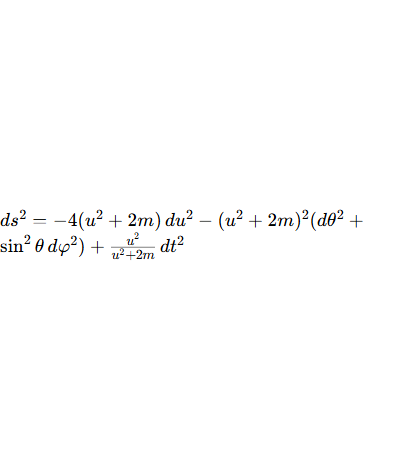 ds² = −4(u² + 2m) du² − (u² + 2m)²(dθ² +
sin² θ dφ²) + u²/(u²+2m) dt²